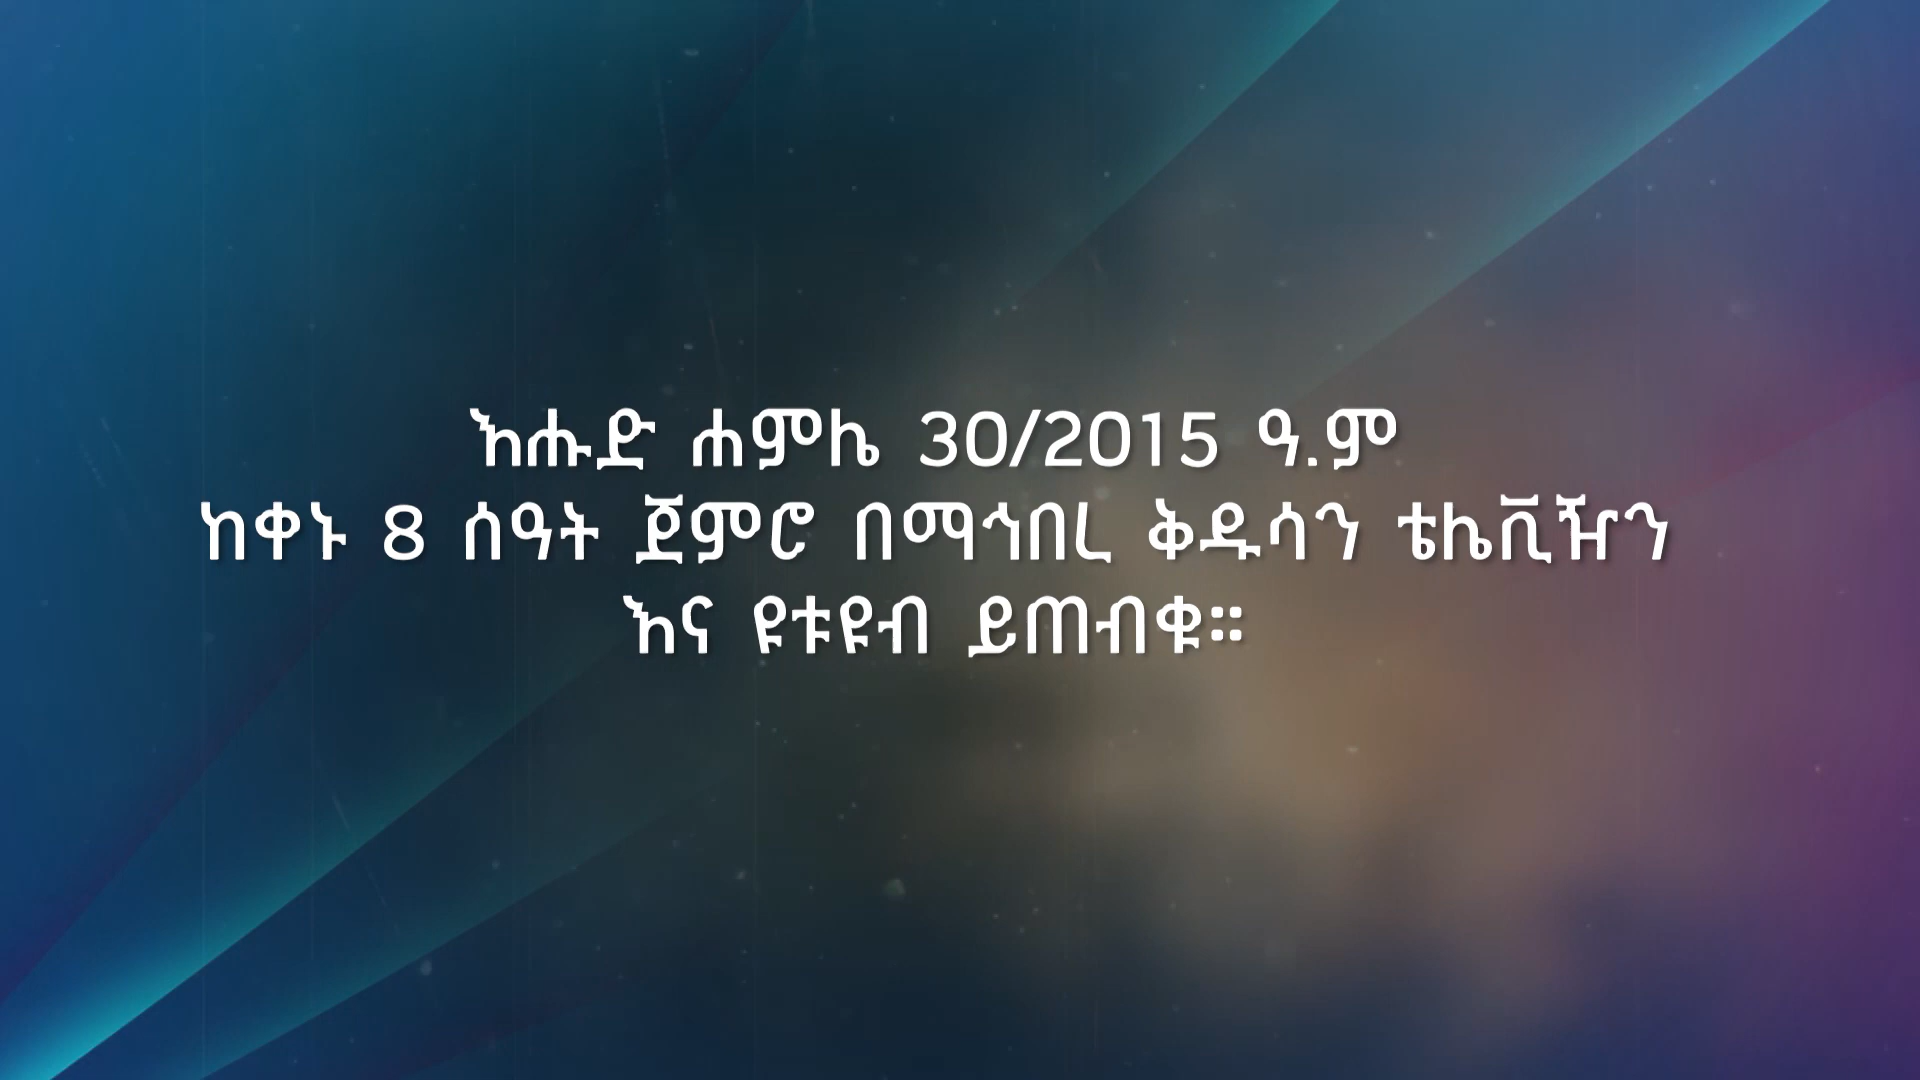 እሑድ ሐምሌ 30/2015 ዓ.ም
ከቀኑ 8 ሰዓት ጀምሮ በማኅበረ ቅዱሳን ቴሌቪዥን
እና ዩቱዩብ ይጠብቁ።